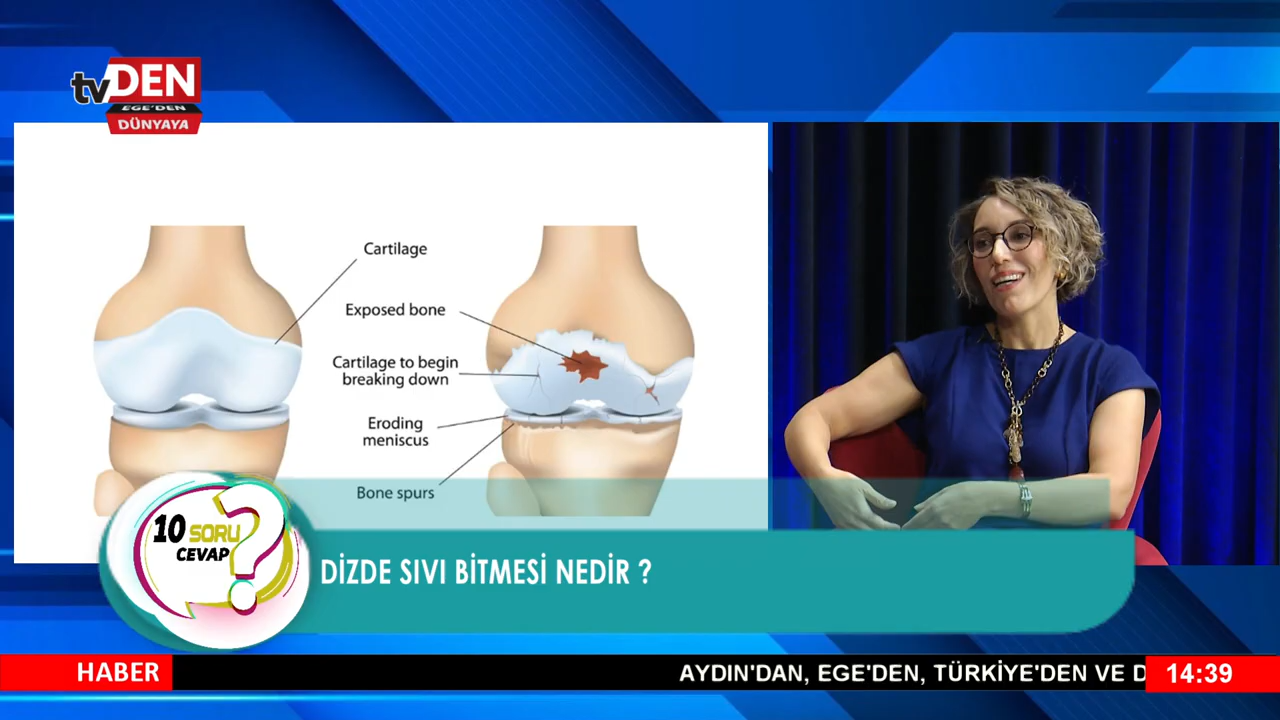 tvDEN
EGE'DEN
DÜNYAYA
Cartilage
Exposed bone
Cartilage to begin
breaking down
Eroding
meniscus
Bone spurs
10 SORU
CEVAP
?
DİZDE SIVI BİTMESİ NEDİR ?
HABER
AYDIN'DAN, EGE'DEN, TÜRKİYE'DEN VE D
14:39